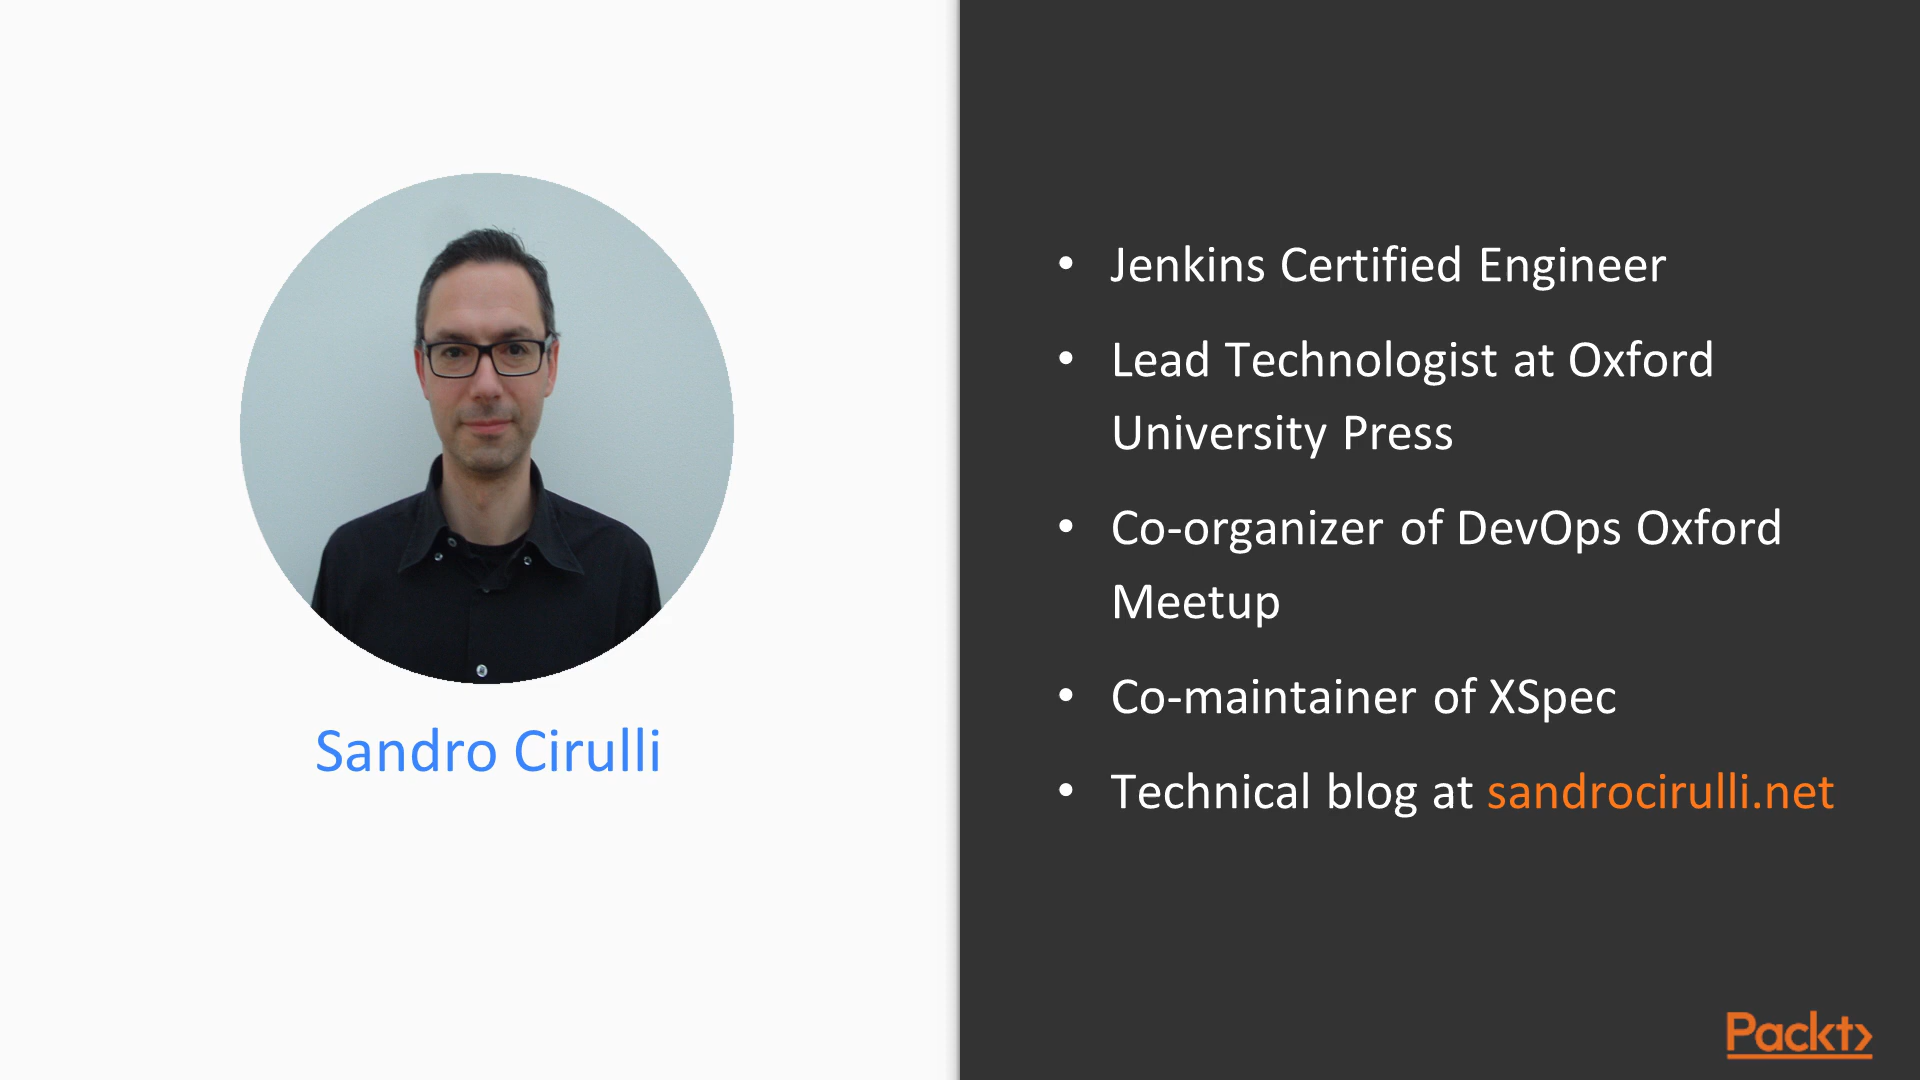 Sandro Cirulli
• Jenkins Certified Engineer
• Lead Technologist at Oxford
University Press
• Co-organizer of DevOps Oxford
Meetup
• Co-maintainer of XSpec
• Technical blog at sandrocirulli.net
Packt>